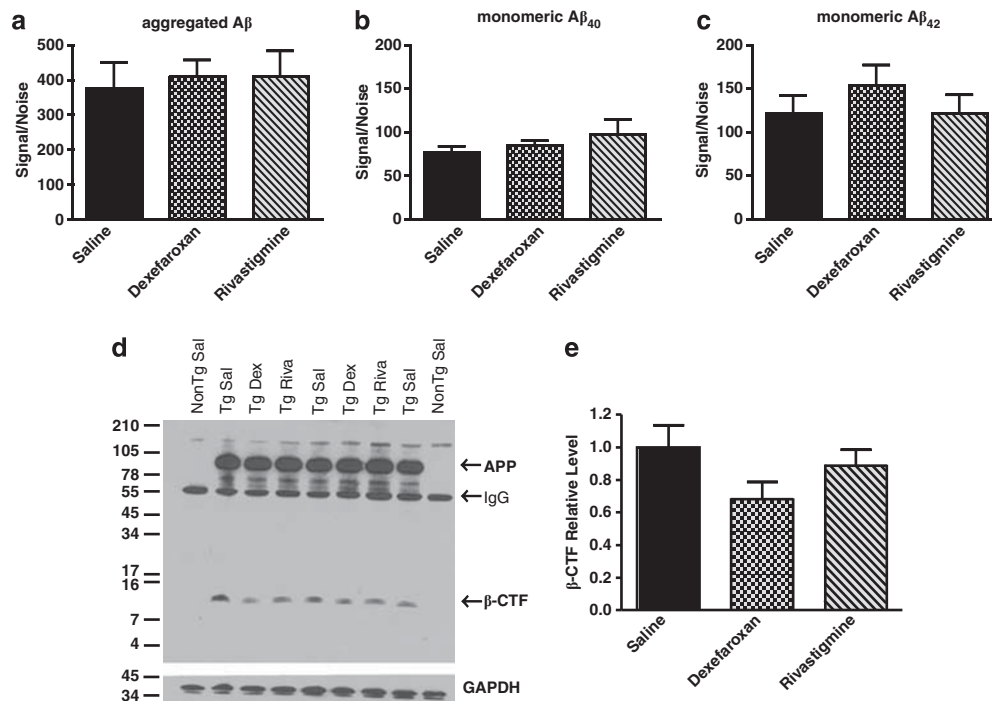 a
aggregated Aβ
Signal/Noise
500
400
300
200
100
0
Saline
Dexefaroxan
Rivastigmine
b
monomeric Aβ40
200
150
100
50
0
Saline
Dexefaroxan
Rivastigmine
c
monomeric Aβ42
Signal/Noise
200
150
100
50
0
Saline
Dexefaroxan
Rivastigmine
d
NonTg Sal
Tg Sal
Tg Dex
Tg Riva
Tg Sal
Tg Dex
Tg Riva
Tg Sal
NonTg Sal
210
105
78
55
45
34
17
16
7
4
45
34
←APP
←IgG
←β-CTF
GAPDH
e
β-CTF Relative Level
1.2
1.0
0.8
0.6
0.4
0.2
0.0
Saline
Dexefaroxan
Rivastigmine